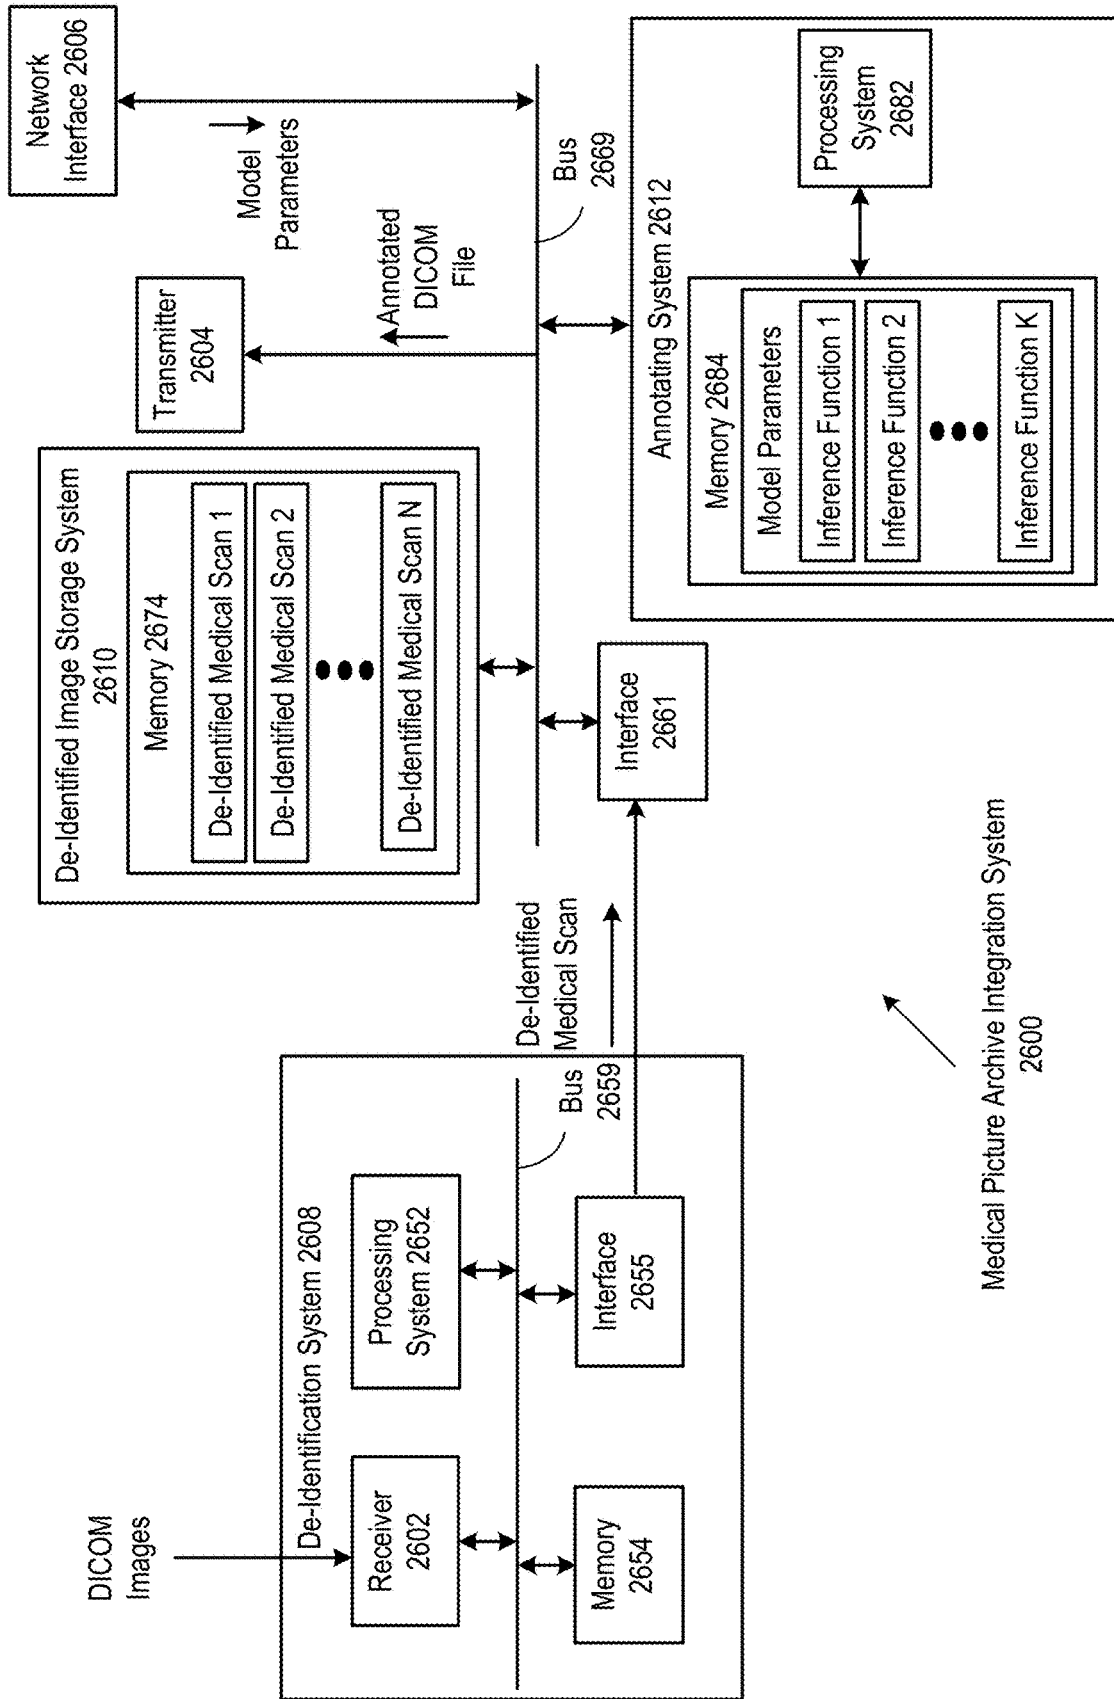 DICOM
Images
De-Identification System 2608
Receiver
2602
Processing
System 2652
Bus
2659
Memory
2654
Interface
2655
De-Identified
Medical Scan
De-Identified Image Storage System
2610
Memory 2674
De-Identified Medical Scan 1
De-Identified Medical Scan 2
De-Identified Medical Scan N
Transmitter
2604
Annotated
DICOM
File
Network
Interface 2606
Model
Parameters
Bus
2669
Interface
2661
Annotating System 2612
Memory 2684
Model Parameters
Inference Function 1
Inference Function 2
Inference Function K
Processing
System
2682
Medical Picture Archive Integration System
2600